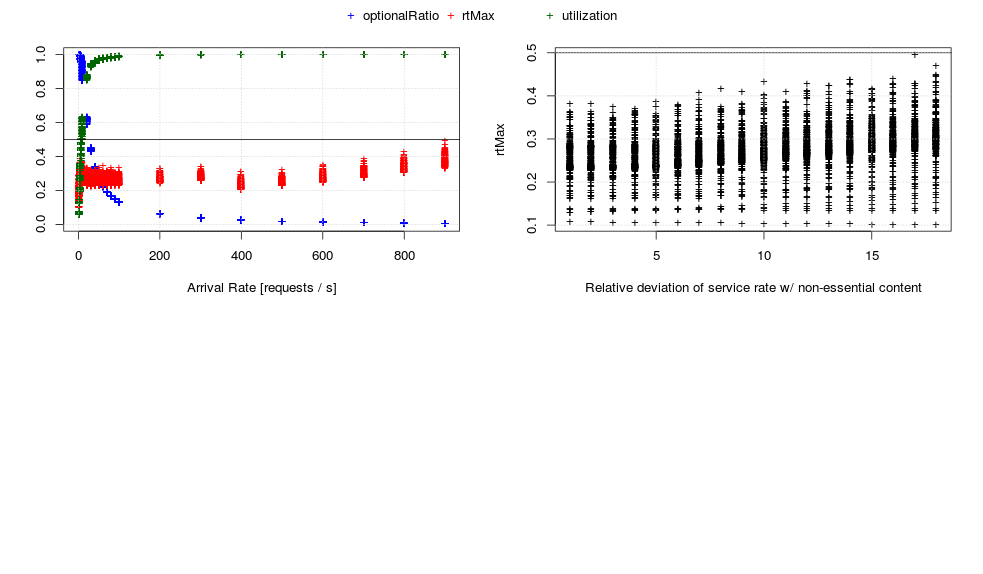 + optionalRatio + rtMax + utilization
0.0 0.2 0.4 0.6 0.8 1.0
0 200 400 600 800
Arrival Rate [requests / s]
rtMax
0.1 0.2 0.3 0.4 0.5
5 10 15
Relative deviation of service rate w/ non-essential content